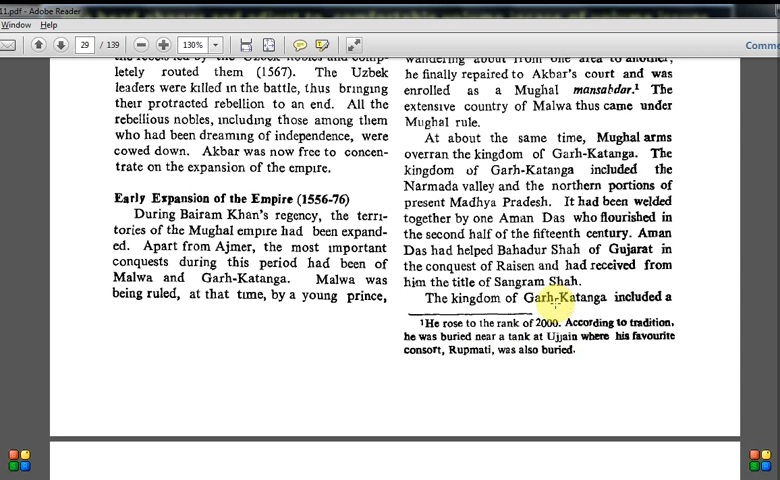 11.pdf - Adobe Reader
Window Help
29 / 139
130%
Comme
letely routed them (1567). The Uzbek
leaders were killed in the battle, thus bringing
their protracted rebellion to an end. All the
rebellious nobles, including those among them
who had been dreaming of independence, were
cowed down. Akbar was now free to concen-
trate on the expansion of the empire.
Early Expansion of the Empire (1556-76)
During Bairam Khan's regency, the terri-
tories of the Mughal empire had been expand-
ed. Apart from Ajmer, the most important
conquests during this period had been of
Malwa and Garh-Katanga. Malwa was
being ruled, at that time, by a young prince,
wandering about from one area to another,
he finally repaired to Akbar's court and was
enrolled as a Mughal mansabdar.¹ The
extensive country of Malwa thus came under
Mughal rule.
At about the same time, Mughal arms
overran the kingdom of Garh-Katanga. The
kingdom of Garh-Katanga included the
Narmada valley and the northern portions of
present Madhya Pradesh. It had been welded
together by one Aman Das who flourished in
the second half of the fifteenth century. Aman
Das had helped Bahadur Shah of Gujarat in
the conquest of Raisen and had received from
him the title of Sangram Shah.
The kingdom of Garh-Katanga included a
¹He rose to the rank of 2000. According to tradition,
he was buried near a tank at Ujjain where his favourite
consort, Rupmati, was also buried.